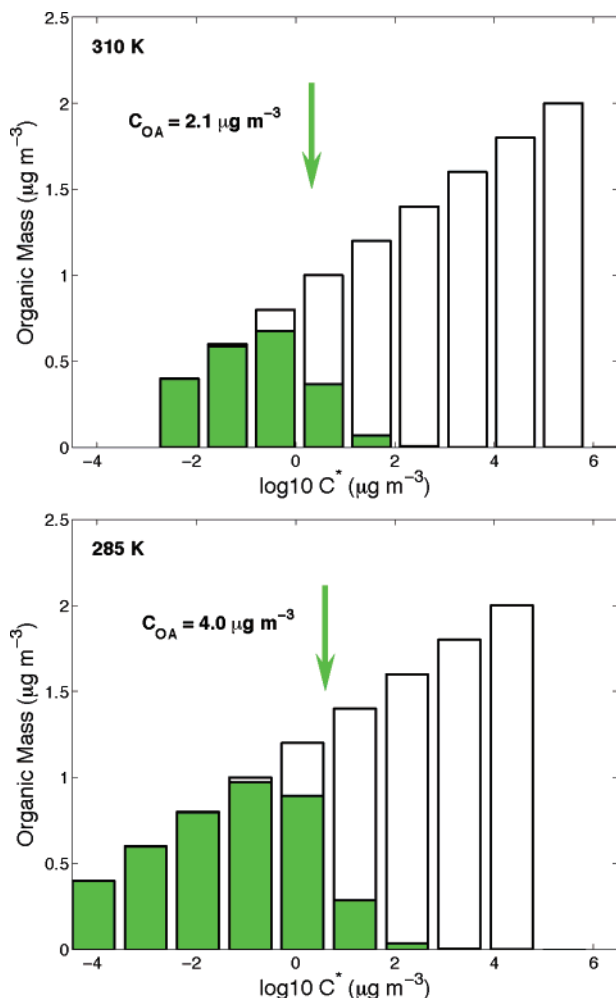 310 K
C_OA = 2.1 μg m⁻³
Organic Mass (μg m⁻³)
2.5
2
1.5
1
0.5
0
−4 −2 0 2 4 6
log10 C* (μg m⁻³)
285 K
C_OA = 4.0 μg m⁻³
Organic Mass (μg m⁻³)
2.5
2
1.5
1
0.5
0
−4 −2 0 2 4 6
log10 C* (μg m⁻³)